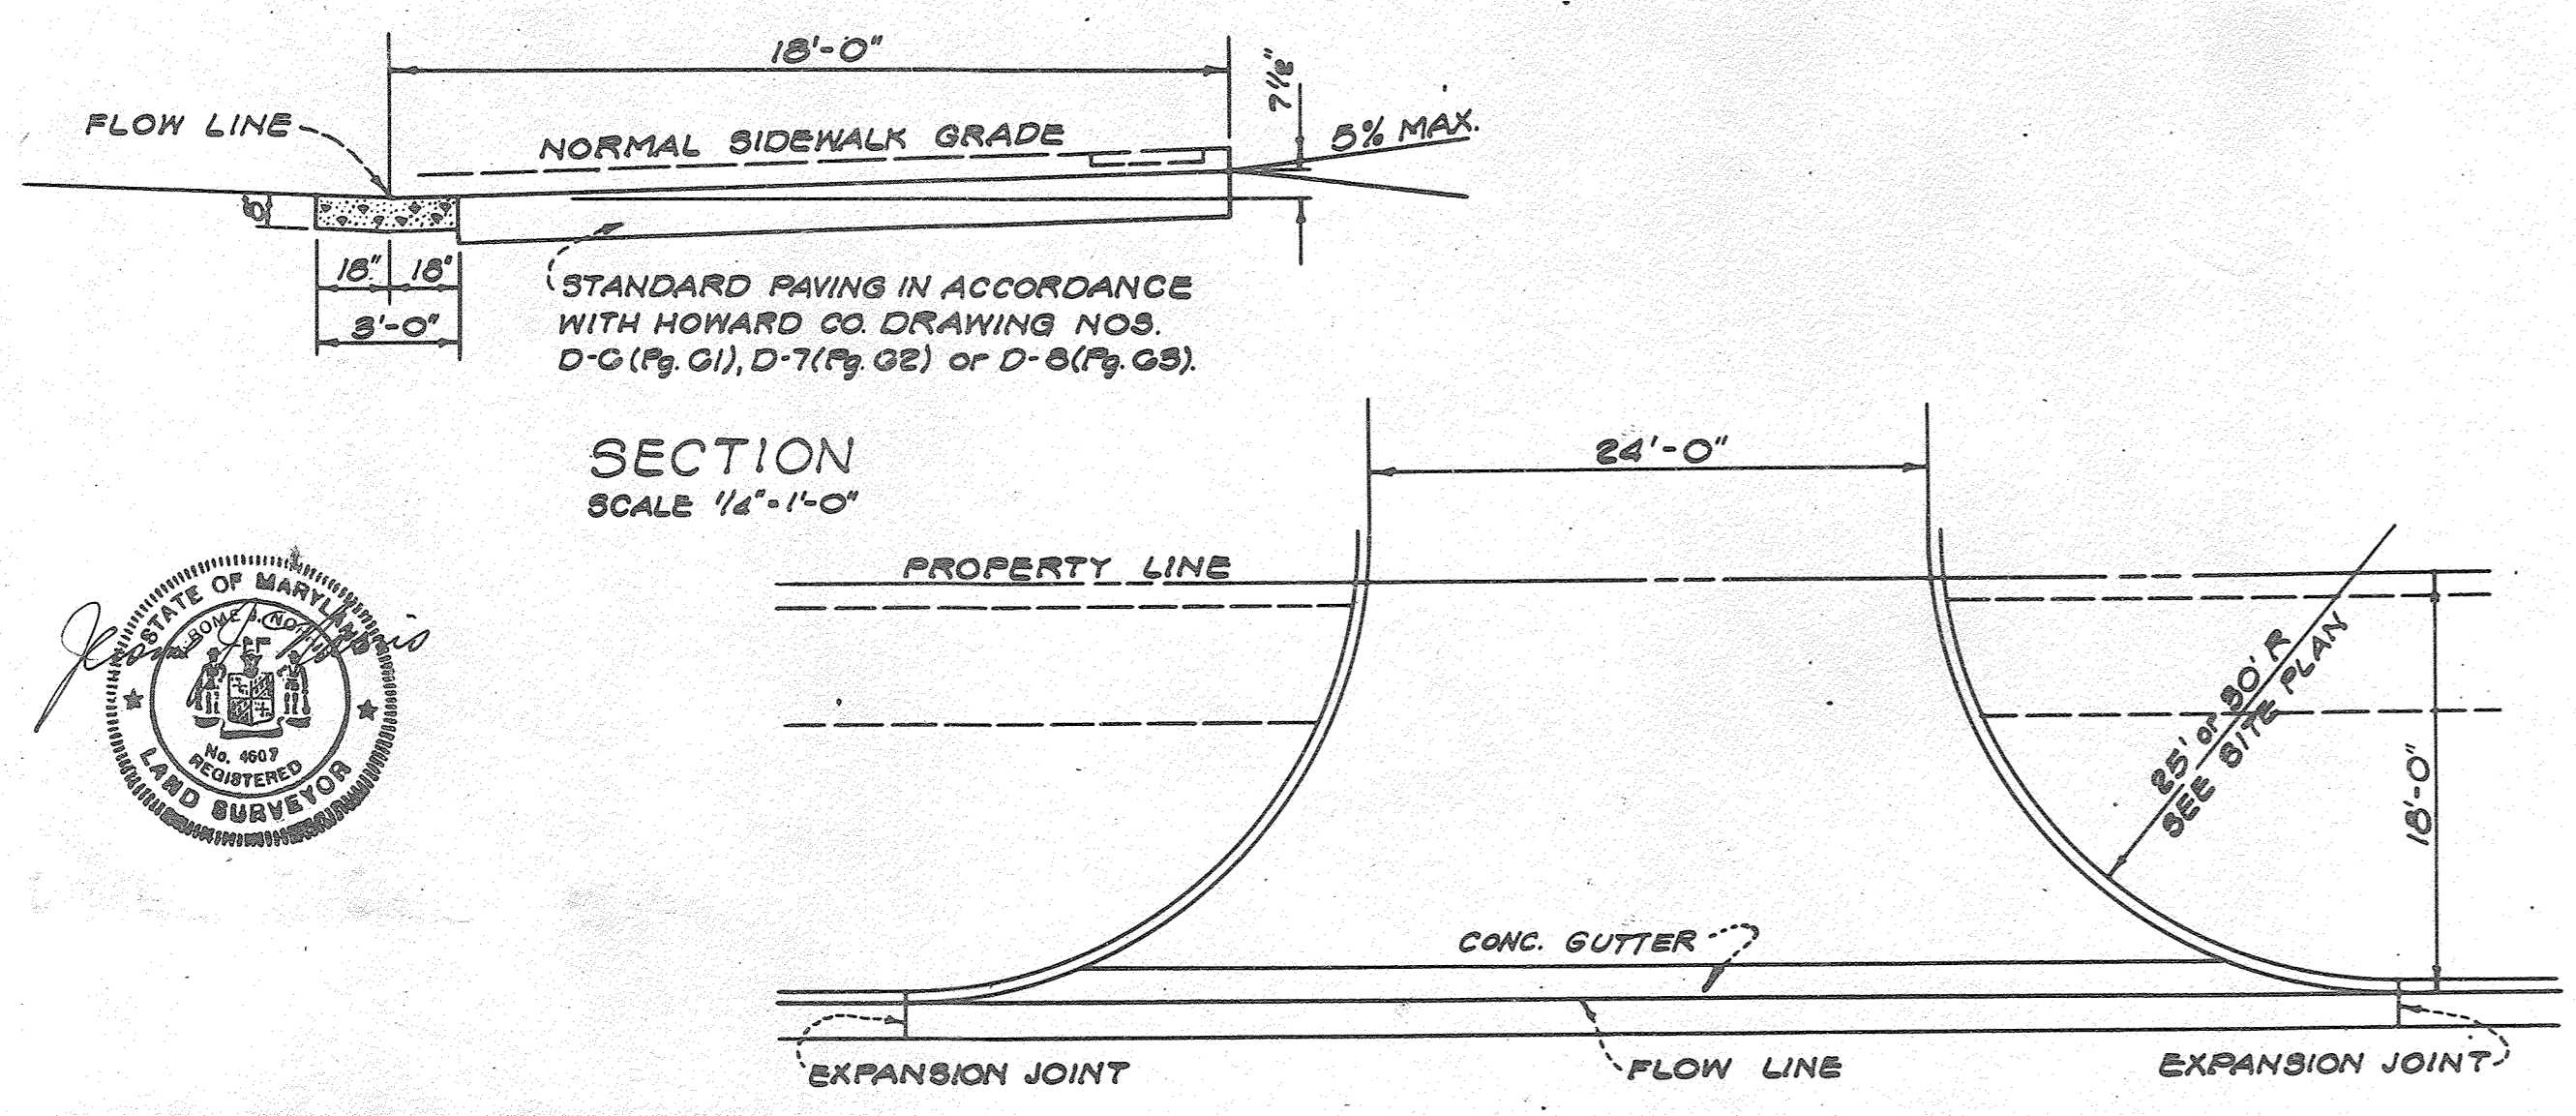 18'-0"
7 1/2"
FLOW LINE
NORMAL SIDEWALK GRADE
5% MAX.
18" 18"
3'-0"
STANDARD PAVING IN ACCORDANCE
WITH HOWARD CO. DRAWING NOS.
D-6 (Pg. 61), D-7 (Pg. 62) or D-8 (Pg. 63).
SECTION
SCALE 1/4"-1'-0"
24'-0"
PROPERTY LINE
STATE OF MARYLAND
No. 4607
REGISTERED
LAND SURVEYOR
25' or 30' R
SEE SITE PLAN
18'-0"
CONC. GUTTER
EXPANSION JOINT
FLOW LINE
EXPANSION JOINT